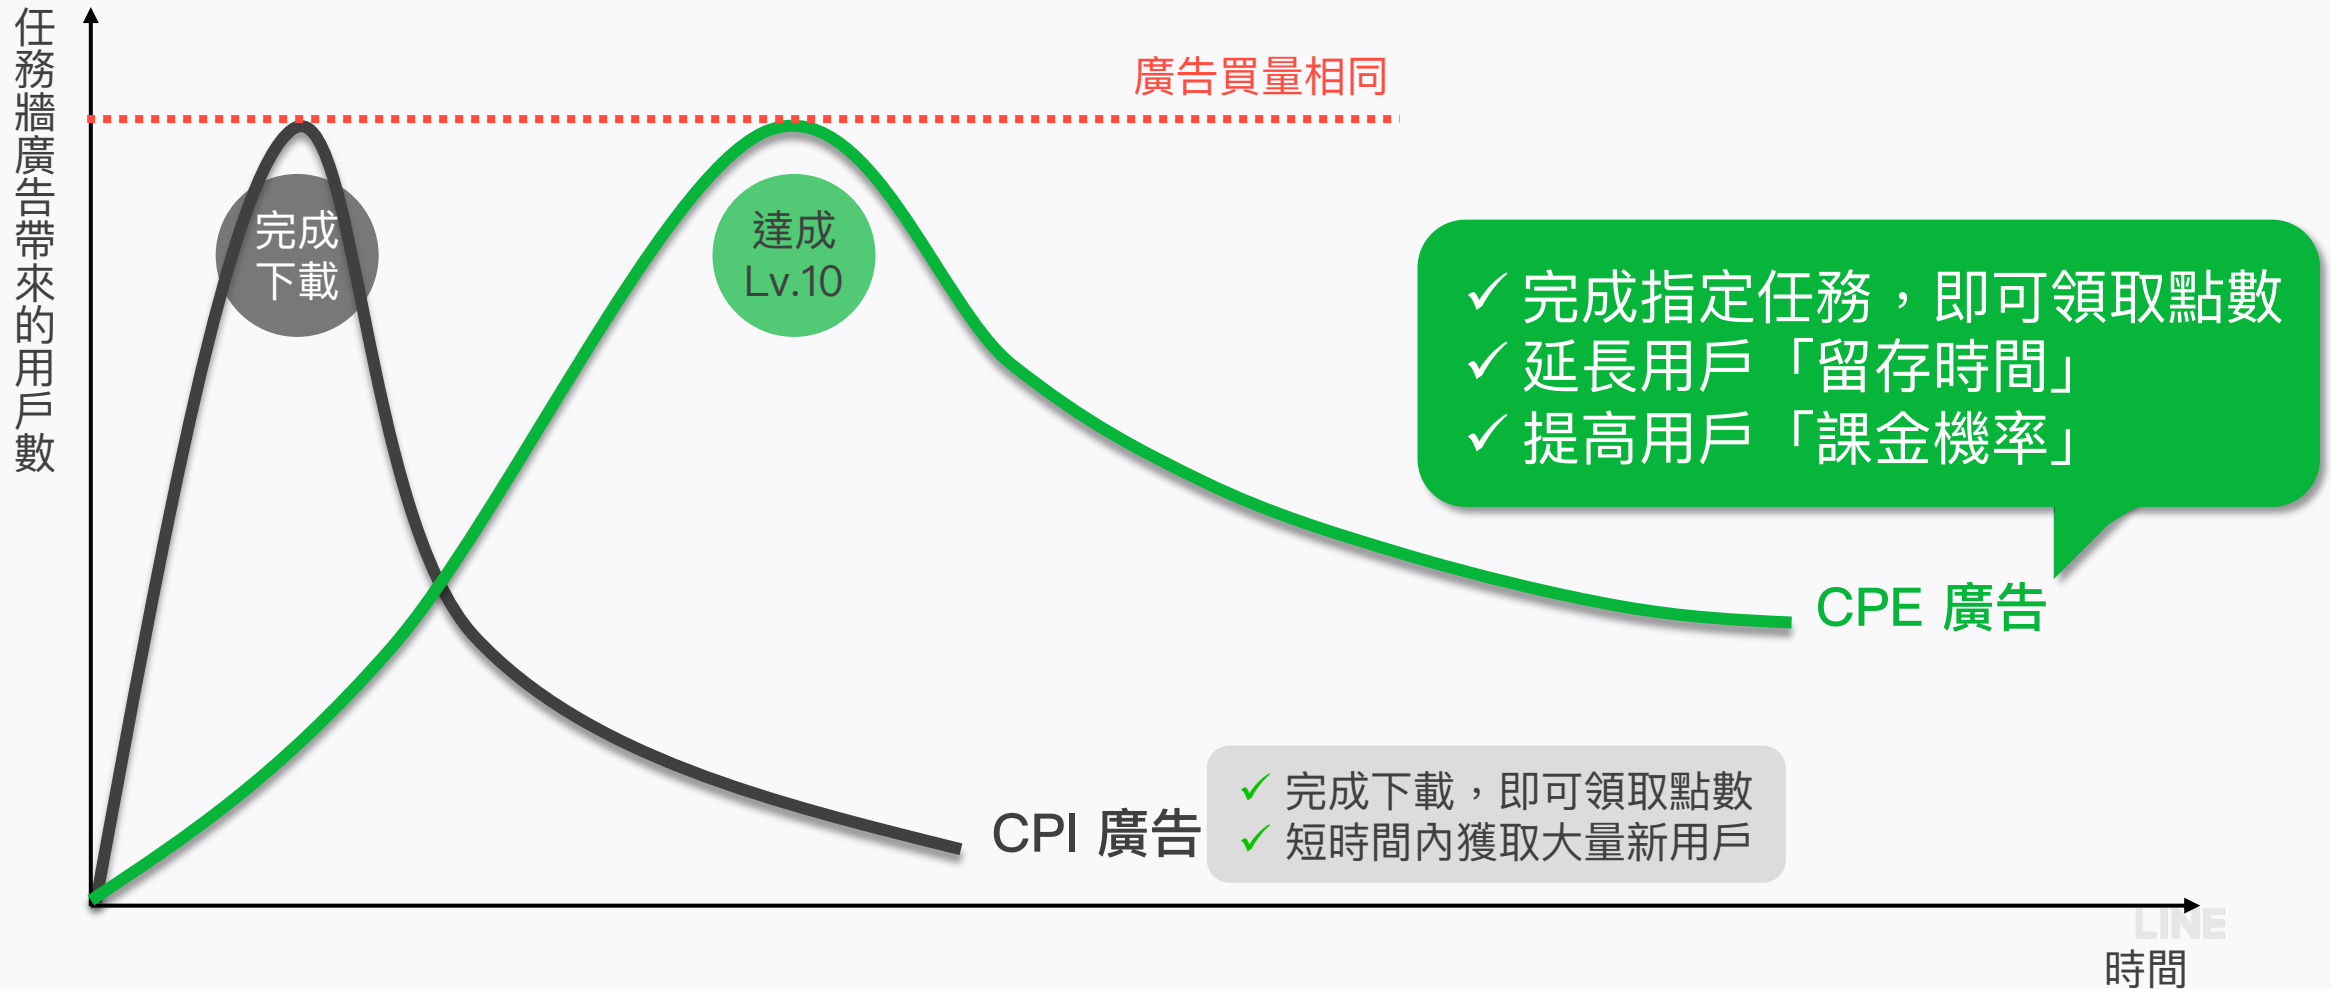 任務牆廣告帶來的用戶數
廣告買量相同
完成
下載
達成
Lv.10
✓ 完成指定任務，即可領取點數
✓ 延長用戶「留存時間」
✓ 提高用戶「課金機率」
CPE 廣告
CPI 廣告
✓ 完成下載，即可領取點數
✓ 短時間內獲取大量新用戶
LINE
時間